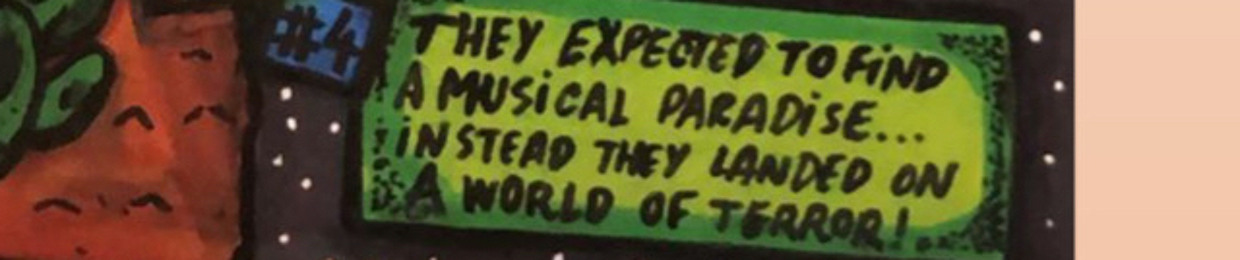 #4
THEY EXPECTED TO FiND
A MUSiCAL PARADiSE...
iNSTEAD THEY LANDED ON
A WORLD OF TERROR!